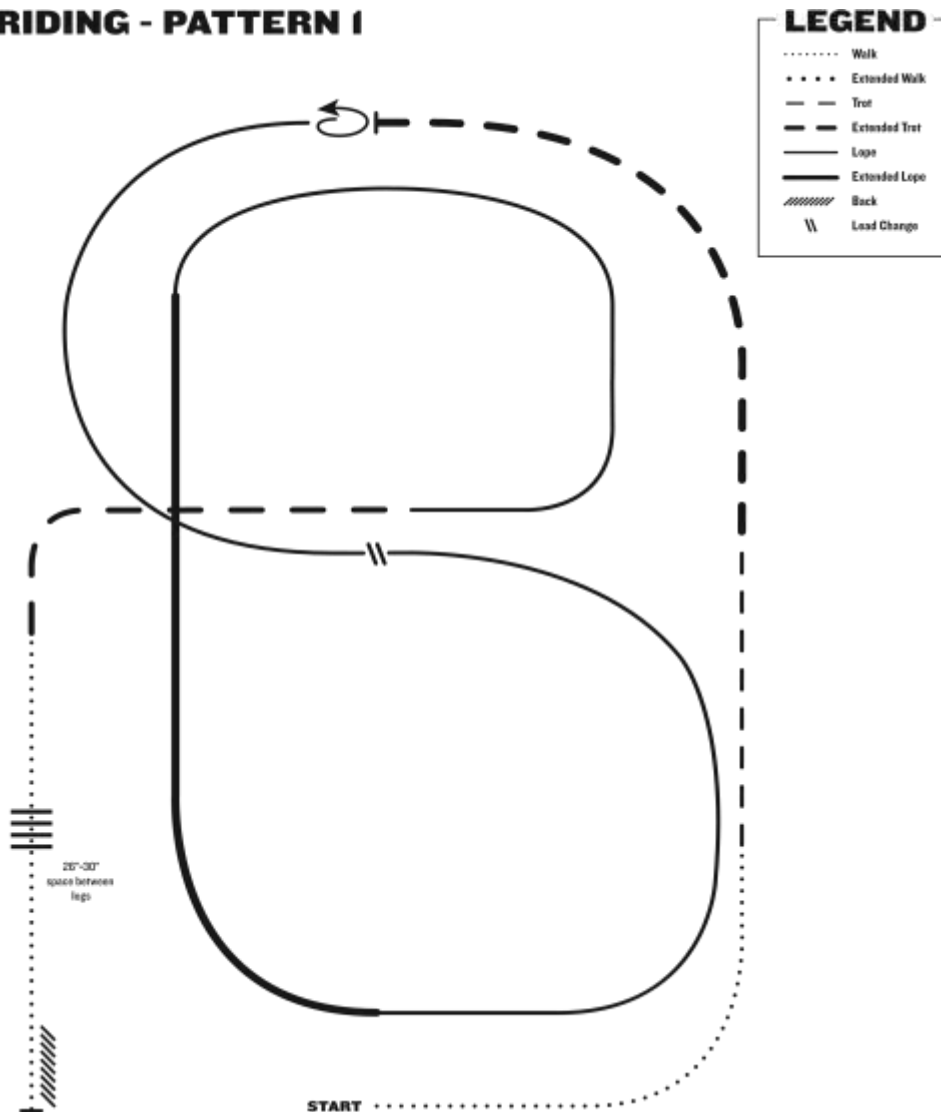 RIDING - PATTERN 1
LEGEND
Walk
Extended Walk
Trot
Extended Trot
Lope
Extended Lope
Back
Lead Change
26"-30"
space between
logs
START